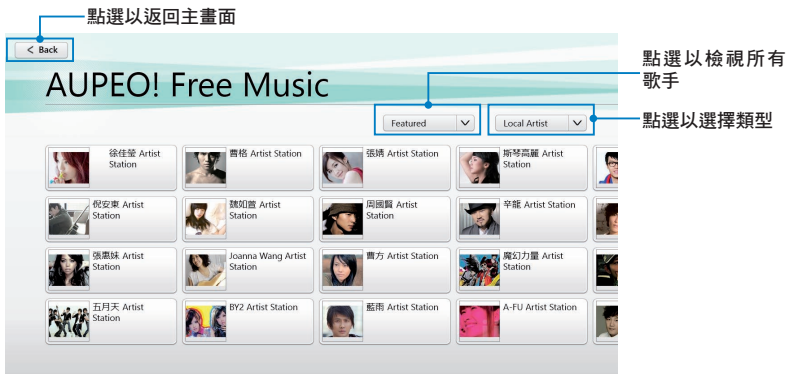 點選以返回主畫面
< Back
點選以檢視所有
歌手
AUPEO! Free Music
Featured
Local Artist
點選以選擇類型
徐佳瑩 Artist
Station
曹格 Artist Station
張婧 Artist Station
斯琴高麗 Artist
Station
倪安東 Artist
Station
魏如萱 Artist
Station
周國賢 Artist
Station
辛龍 Artist Station
張惠妹 Artist
Station
Joanna Wang Artist
Station
曹方 Artist Station
魔幻力量 Artist
Station
五月天 Artist
Station
BY2 Artist Station
藍雨 Artist Station
A-FU Artist Station